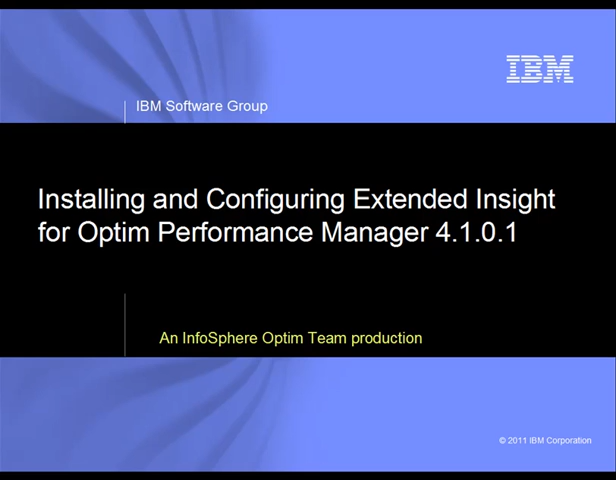 IBM
IBM Software Group
Installing and Configuring Extended Insight
for Optim Performance Manager 4.1.0.1
An InfoSphere Optim Team production
© 2011 IBM Corporation